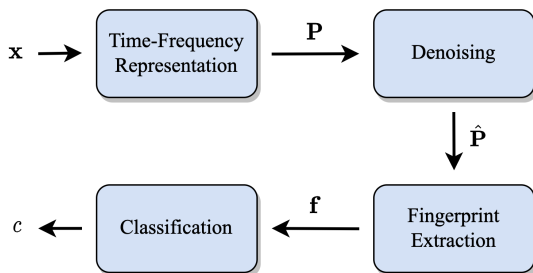 x
Time-Frequency
Representation
P
Denoising
P̂
Fingerprint
Extraction
f
Classification
c